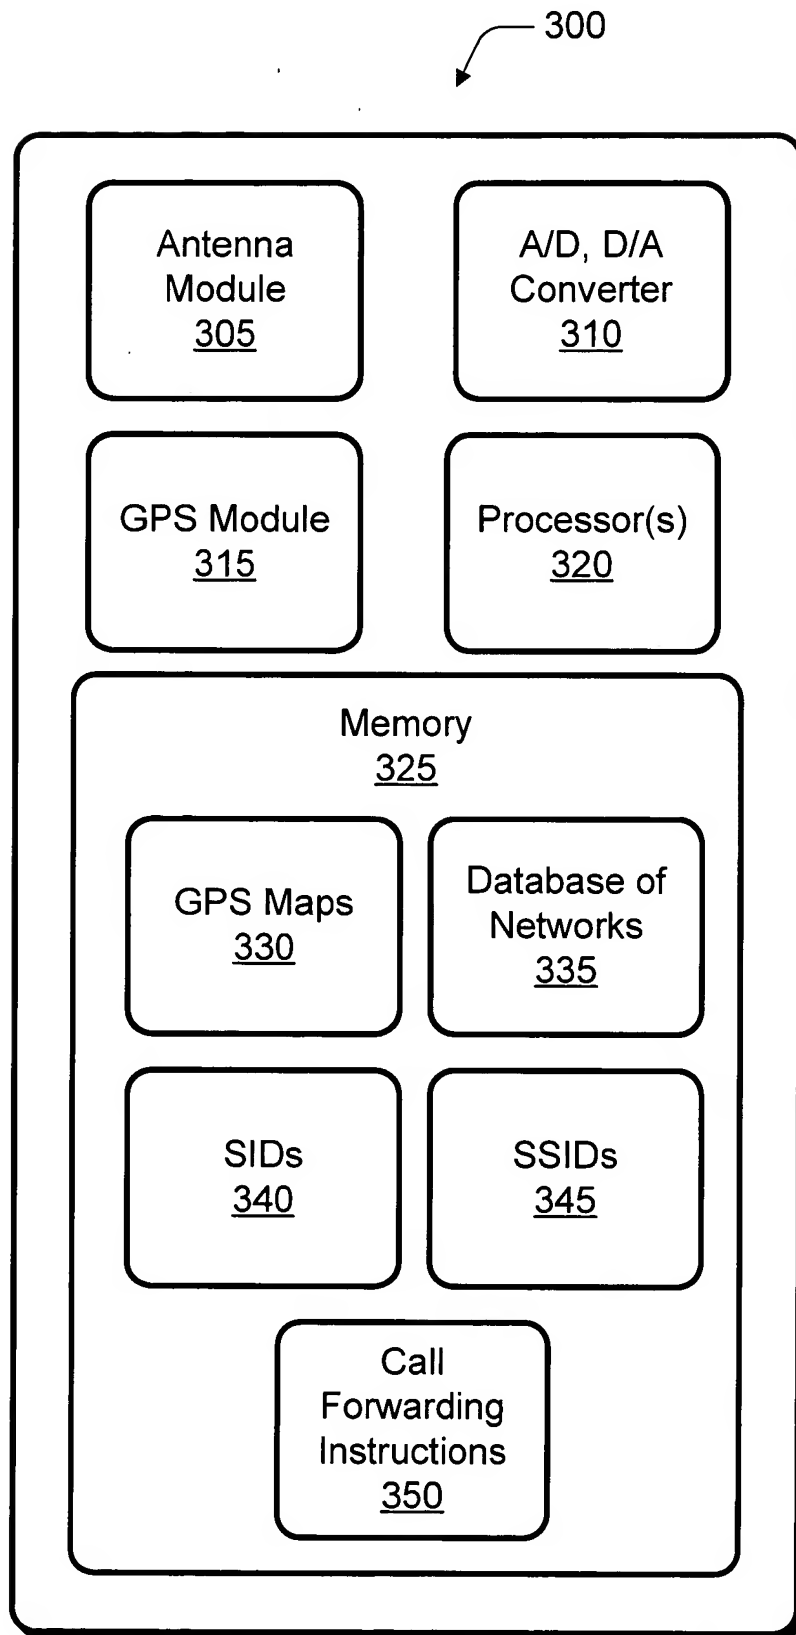 300
Antenna
Module
305
A/D, D/A
Converter
310
GPS Module
315
Processor(s)
320
Memory
325
GPS Maps
330
Database of
Networks
335
SIDs
340
SSIDs
345
Call
Forwarding
Instructions
350